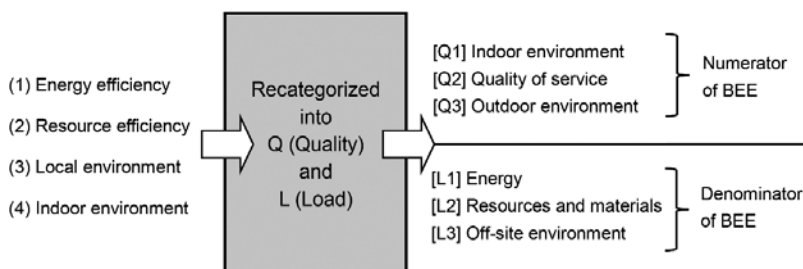 (1) Energy efficiency
(2) Resource efficiency
(3) Local environment
(4) Indoor environment
Recategorized
into
Q (Quality)
and
L (Load)
[Q1] Indoor environment
[Q2] Quality of service
[Q3] Outdoor environment
Numerator
of BEE
[L1] Energy
[L2] Resources and materials
[L3] Off-site environment
Denominator
of BEE